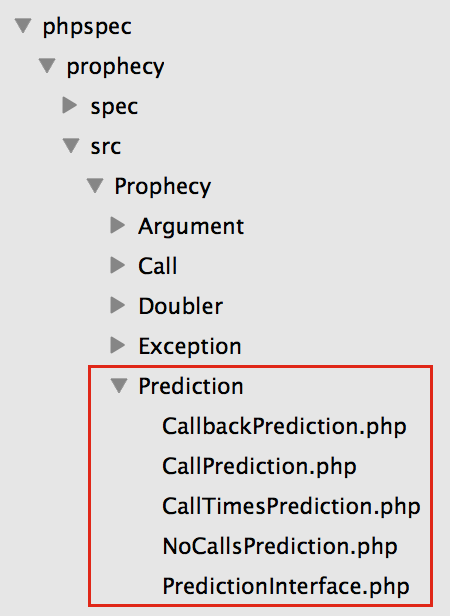 phpspec
prophecy
spec
src
Prophecy
Argument
Call
Doubler
Exception
Prediction
CallbackPrediction.php
CallPrediction.php
CallTimesPrediction.php
NoCallsPrediction.php
PredictionInterface.php